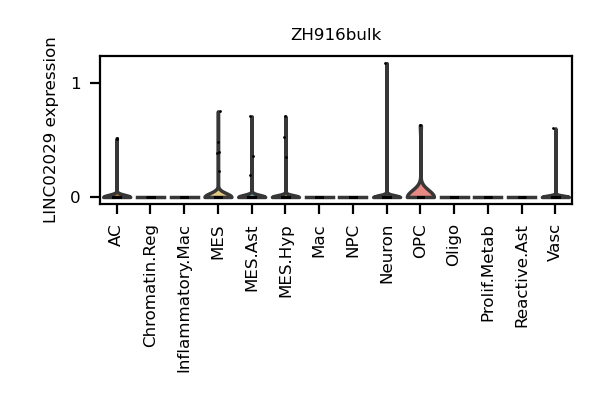 ZH916bulk
LINC02029 expression
1
0
AC
Chromatin.Reg
Inflammatory.Mac
MES
MES.Ast
MES.Hyp
Mac
NPC
Neuron
OPC
Oligo
Prolif.Metab
Reactive.Ast
Vasc